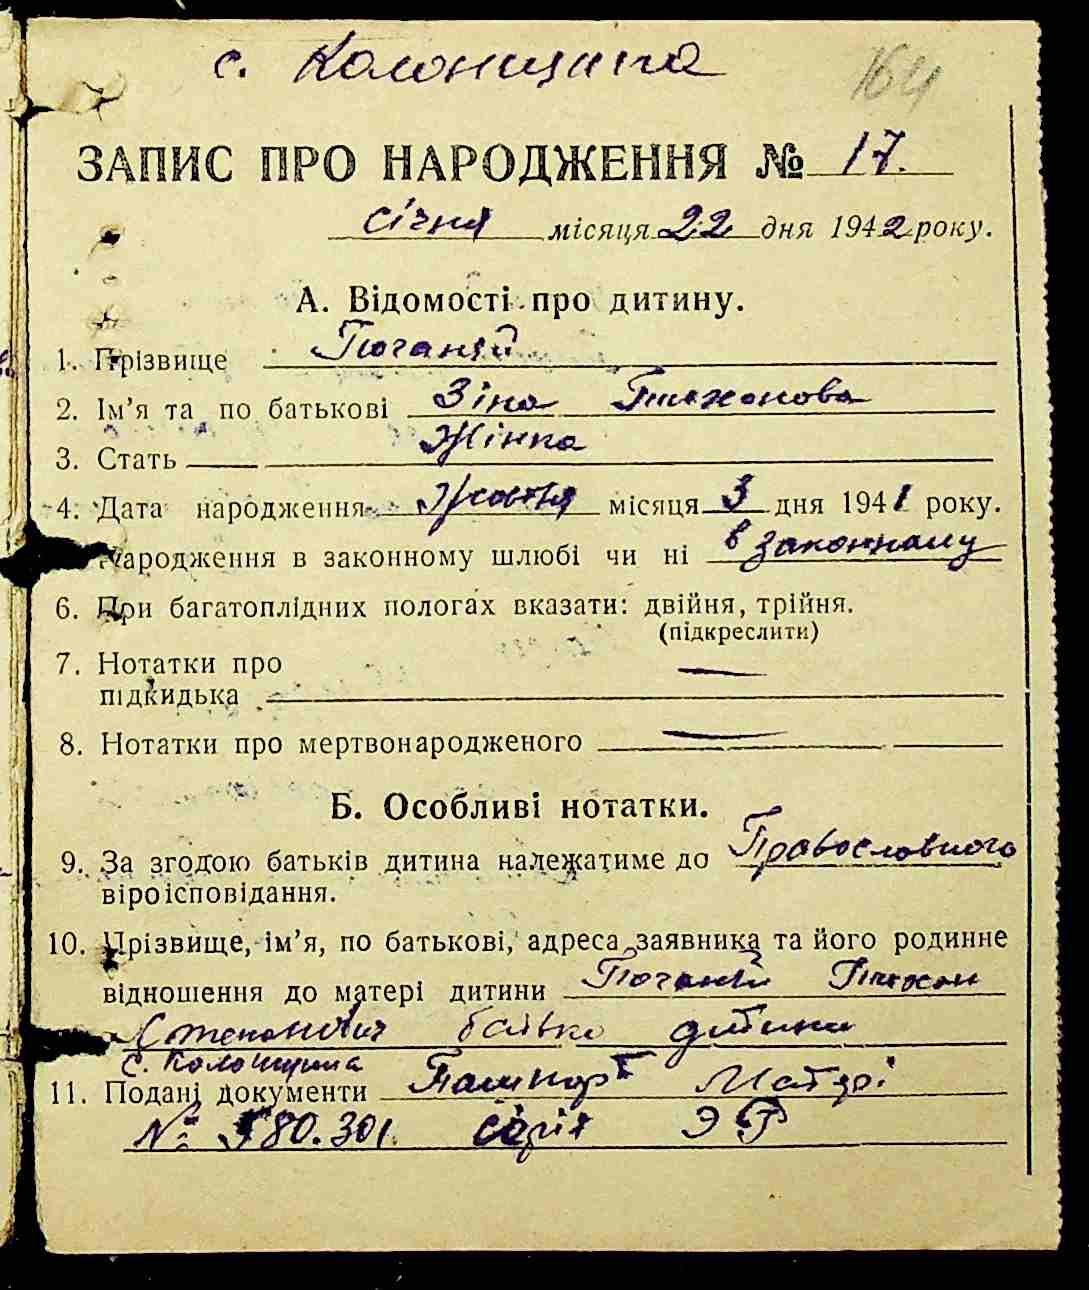 с. Колонщина
164
ЗАПИС ПРО НАРОДЖЕННЯ № 17.
січня місяця 22 дня 1942 року.
А. Відомості про дитину.
1. Прізвище Поганій
2. Ім’я та по батькові Зіна Тихонова
3. Стать Жінка
4. Дата народження Жовтня місяця 3 дня 1941 року.
Народження в законному шлюбі чи ні в законному
6. При багатоплідних пологах вказати: двійня, трійня.
(підкреслити)
7. Нотатки про
підкидька —
8. Нотатки про мертвонародженого —
Б. Особливі нотатки.
9. За згодою батьків дитина належатиме до Православного
віроісповідання.
10. Прізвище, ім’я, по батькові, адреса заявника та його родинне
відношення до матері дитини Поганій Тихон
Степанович батько дитини
с. Колонщина
11. Подані документи Пашпорт Матері
№ 580.301. серія ЭР